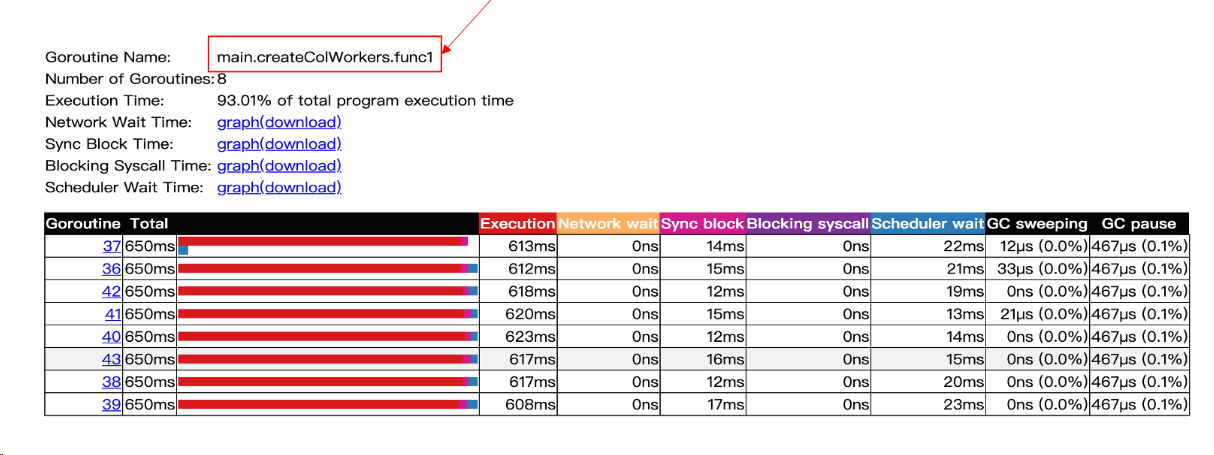 Goroutine Name: main.createColWorkers.func1
Number of Goroutines: 8
Execution Time: 93.01% of total program execution time
Network Wait Time: graph(download)
Sync Block Time: graph(download)
Blocking Syscall Time: graph(download)
Scheduler Wait Time: graph(download)
Goroutine Total Execution Network wait Sync block Blocking syscall Scheduler wait GC sweeping GC pause
37 650ms 613ms 0ns 14ms 0ns 22ms 12µs (0.0%) 467µs (0.1%)
36 650ms 612ms 0ns 15ms 0ns 21ms 33µs (0.0%) 467µs (0.1%)
42 650ms 618ms 0ns 12ms 0ns 19ms 0ns (0.0%) 467µs (0.1%)
41 650ms 620ms 0ns 15ms 0ns 13ms 21µs (0.0%) 467µs (0.1%)
40 650ms 623ms 0ns 12ms 0ns 14ms 0ns (0.0%) 467µs (0.1%)
43 650ms 617ms 0ns 16ms 0ns 15ms 0ns (0.0%) 467µs (0.1%)
38 650ms 617ms 0ns 12ms 0ns 20ms 0ns (0.0%) 467µs (0.1%)
39 650ms 608ms 0ns 17ms 0ns 23ms 0ns (0.0%) 467µs (0.1%)